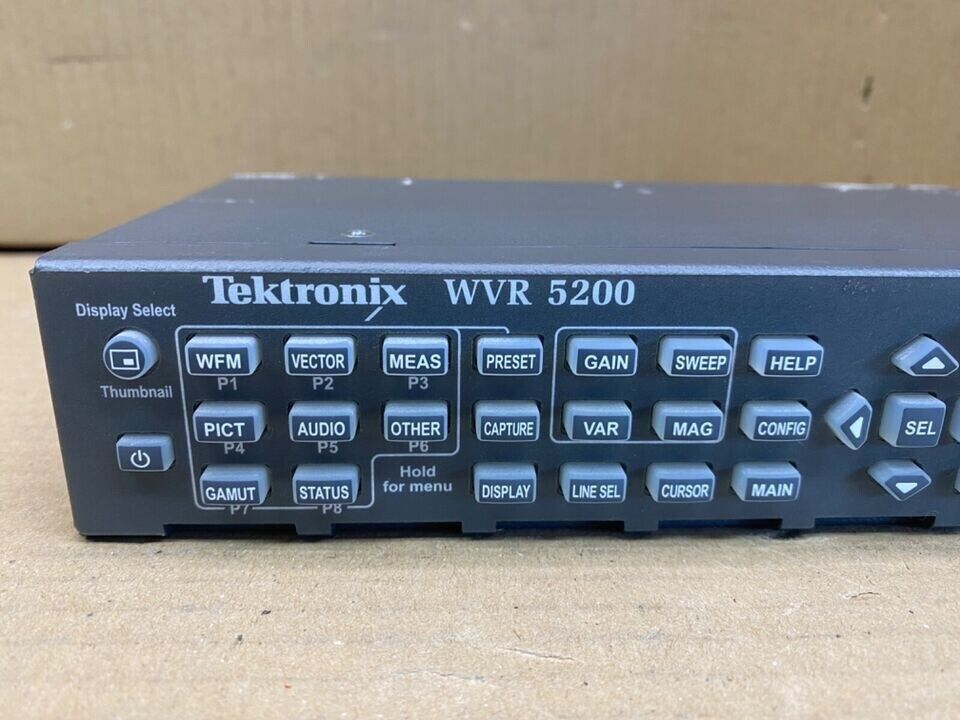 Tektronix WVR 5200
Display Select
WFM VECTOR MEAS PRESET GAIN SWEEP HELP
P1 P2 P3
Thumbnail
PICT AUDIO OTHER CAPTURE VAR MAG CONFIG SEL
P4 P5 P6
Hold
for menu
GAMUT STATUS DISPLAY LINE SEL CURSOR MAIN
P7 P8